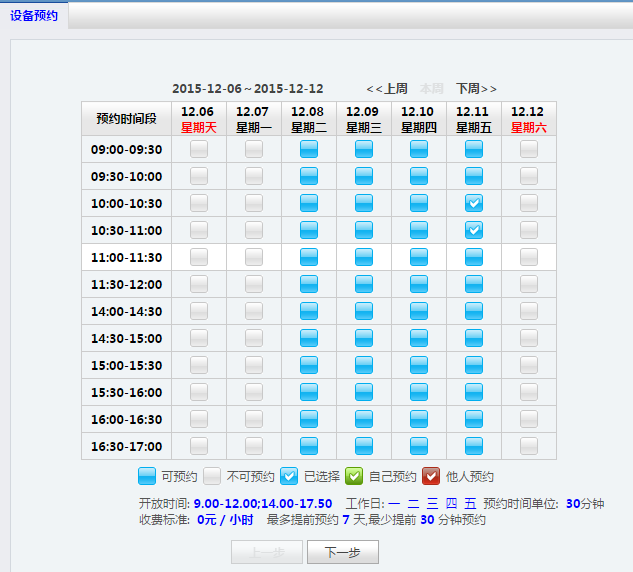 设备预约
2015-12-06～2015-12-12 <<上周 本周 下周>>
预约时间段 12.06 星期天 12.07 星期一 12.08 星期二 12.09 星期三 12.10 星期四 12.11 星期五 12.12 星期六
09:00-09:30
09:30-10:00
10:00-10:30
10:30-11:00
11:00-11:30
11:30-12:00
14:00-14:30
14:30-15:00
15:00-15:30
15:30-16:00
16:00-16:30
16:30-17:00
可预约 不可预约 已选择 自己预约 他人预约
开放时间: 9.00-12.00;14.00-17.50 工作日: 一 二 三 四 五 预约时间单位: 30分钟
收费标准: 0元 / 小时 最多提前预约 7 天,最少提前 30 分钟预约
上一步 下一步